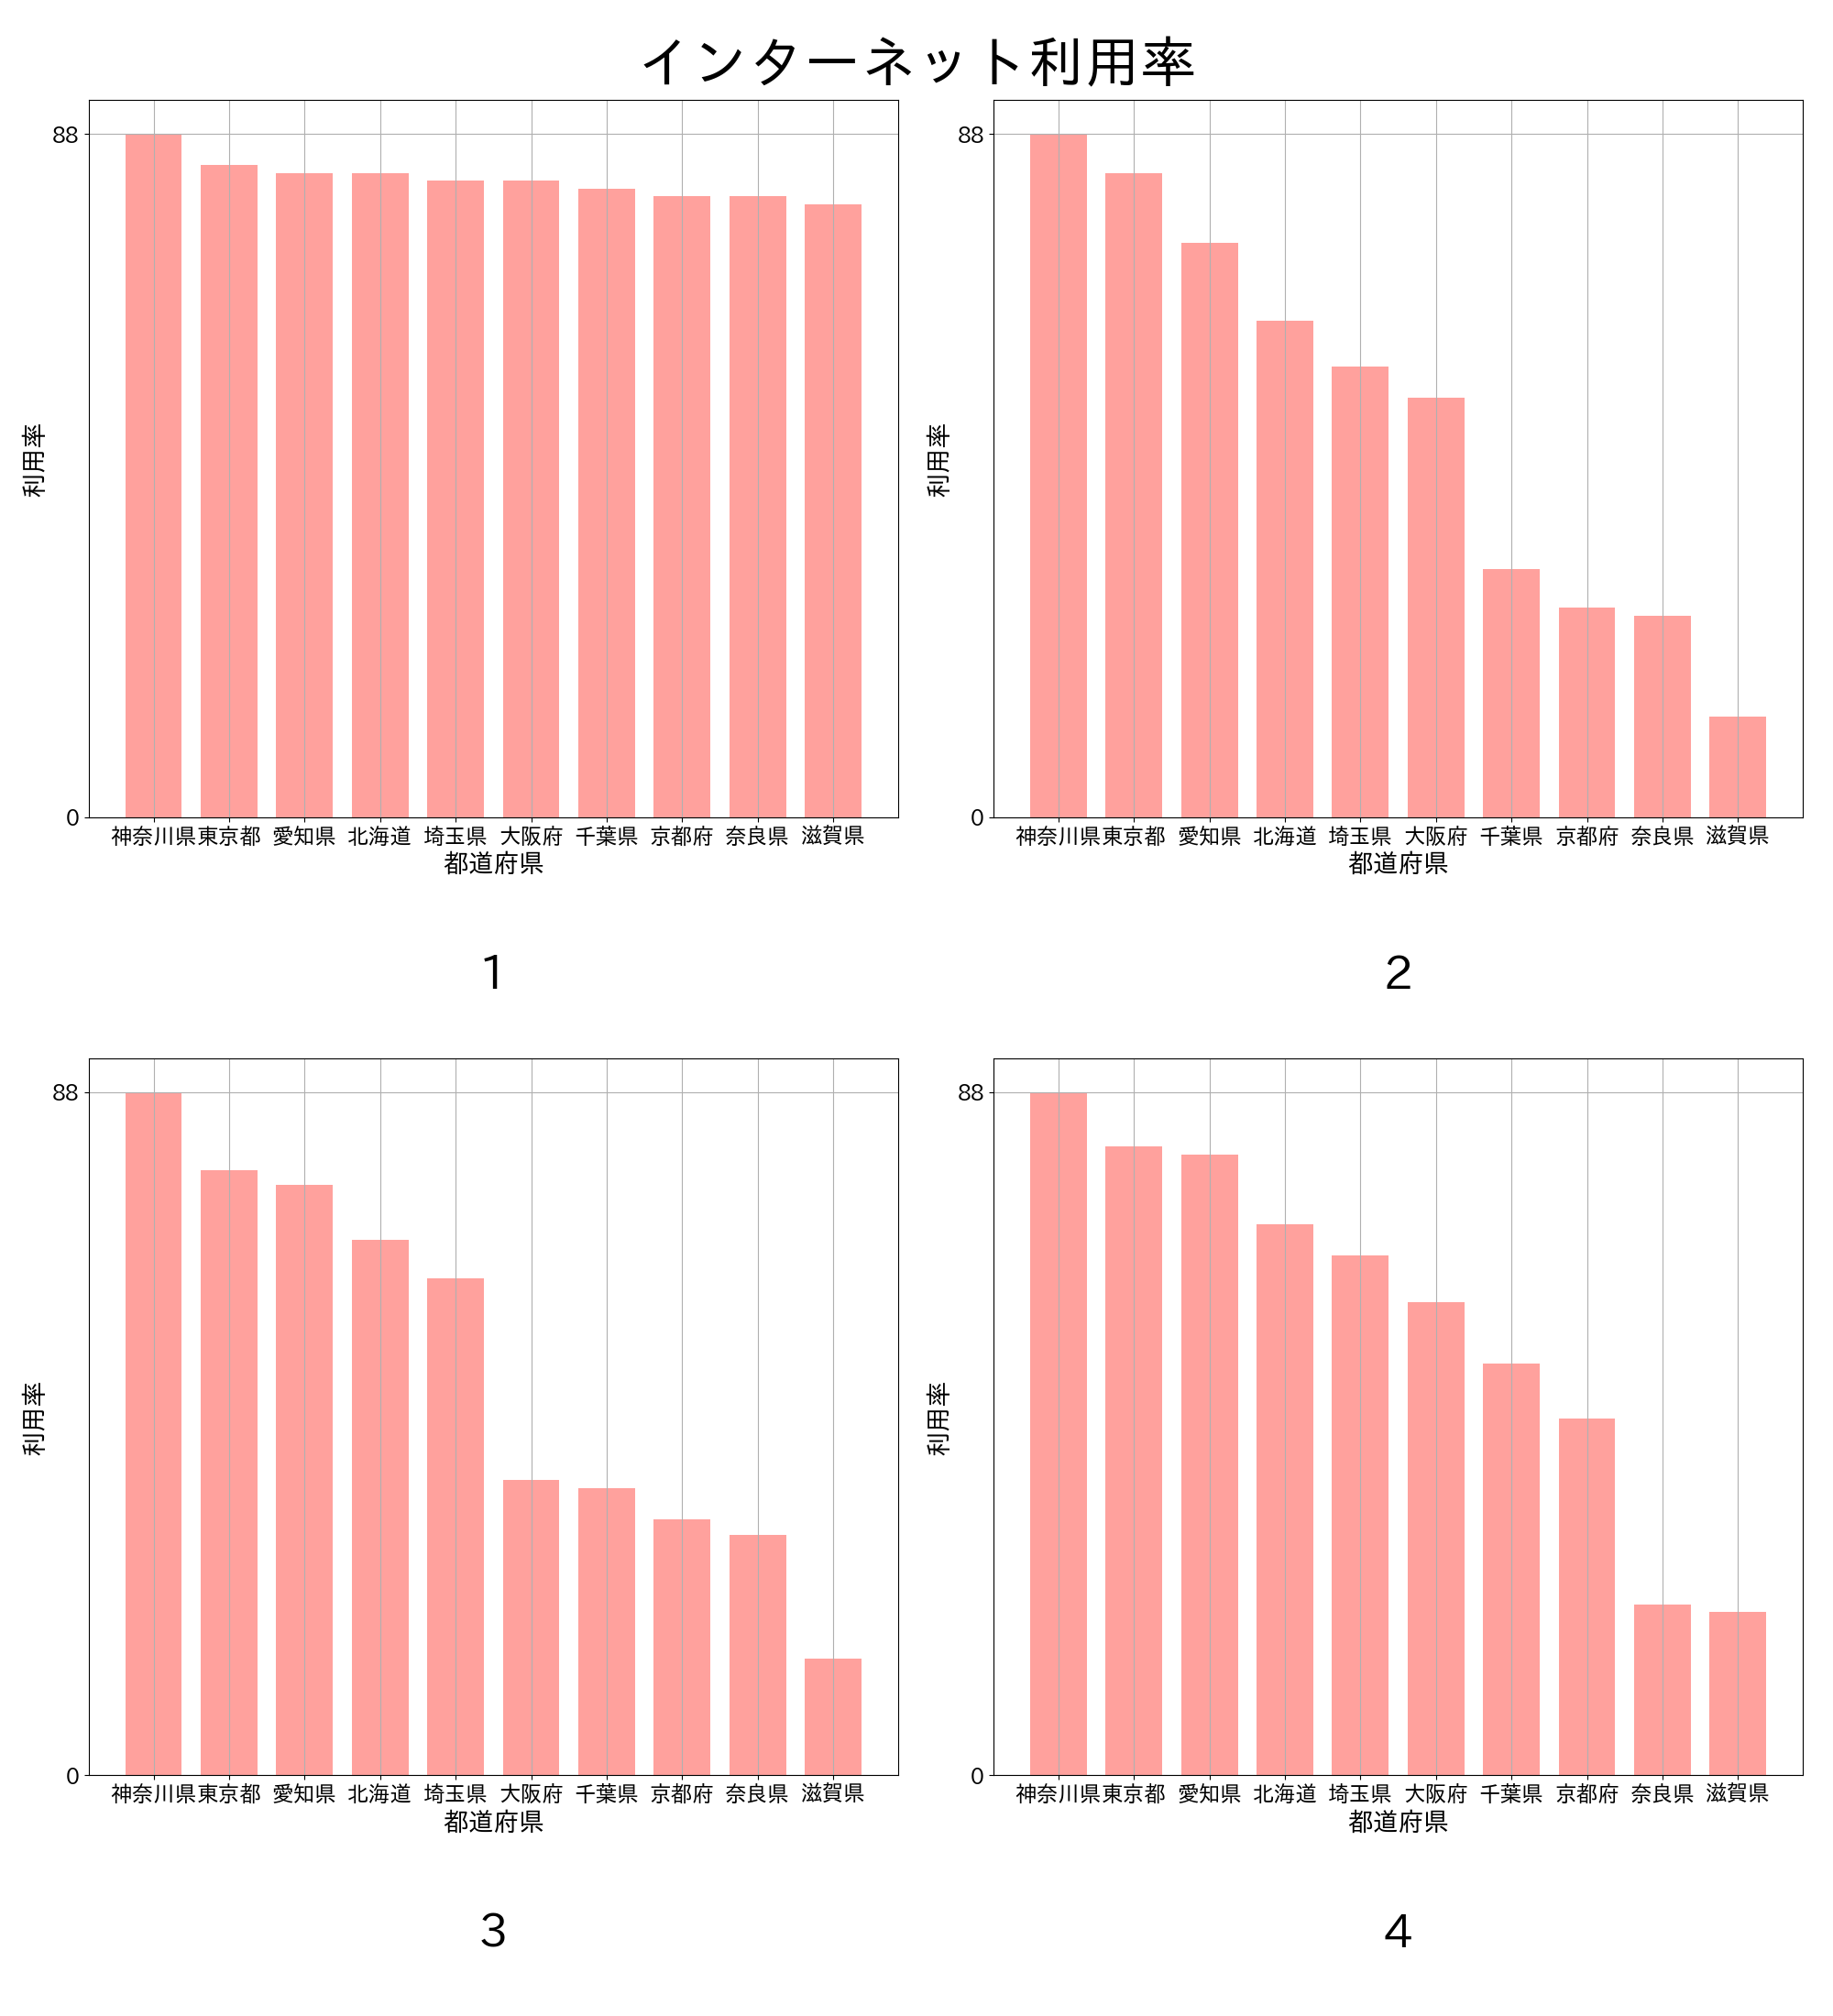 インターネット利用率
88
利用率
0
神奈川県 東京都 愛知県 北海道 埼玉県 大阪府 千葉県 京都府 奈良県 滋賀県
都道府県
1
88
利用率
0
神奈川県 東京都 愛知県 北海道 埼玉県 大阪府 千葉県 京都府 奈良県 滋賀県
都道府県
2
88
利用率
0
神奈川県 東京都 愛知県 北海道 埼玉県 大阪府 千葉県 京都府 奈良県 滋賀県
都道府県
3
88
利用率
0
神奈川県 東京都 愛知県 北海道 埼玉県 大阪府 千葉県 京都府 奈良県 滋賀県
都道府県
4